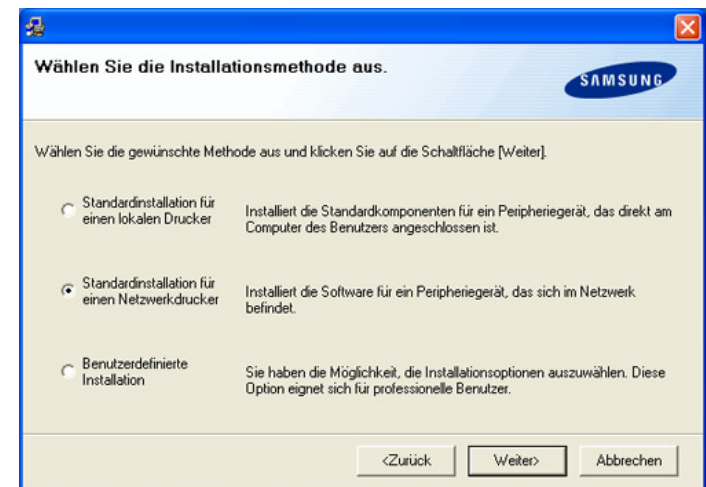 Wählen Sie die Installationsmethode aus.
SAMSUNG
Wählen Sie die gewünschte Methode aus und klicken Sie auf die Schaltfläche [Weiter].
Standardinstallation für
einen lokalen Drucker
Installiert die Standardkomponenten für ein Peripheriegerät, das direkt am
Computer des Benutzers angeschlossen ist.
Standardinstallation für
einen Netzwerkdrucker
Installiert die Software für ein Peripheriegerät, das sich im Netzwerk
befindet.
Benutzerdefinierte
Installation
Sie haben die Möglichkeit, die Installationsoptionen auszuwählen. Diese
Option eignet sich für professionelle Benutzer.
<Zurück
Weiter>
Abbrechen